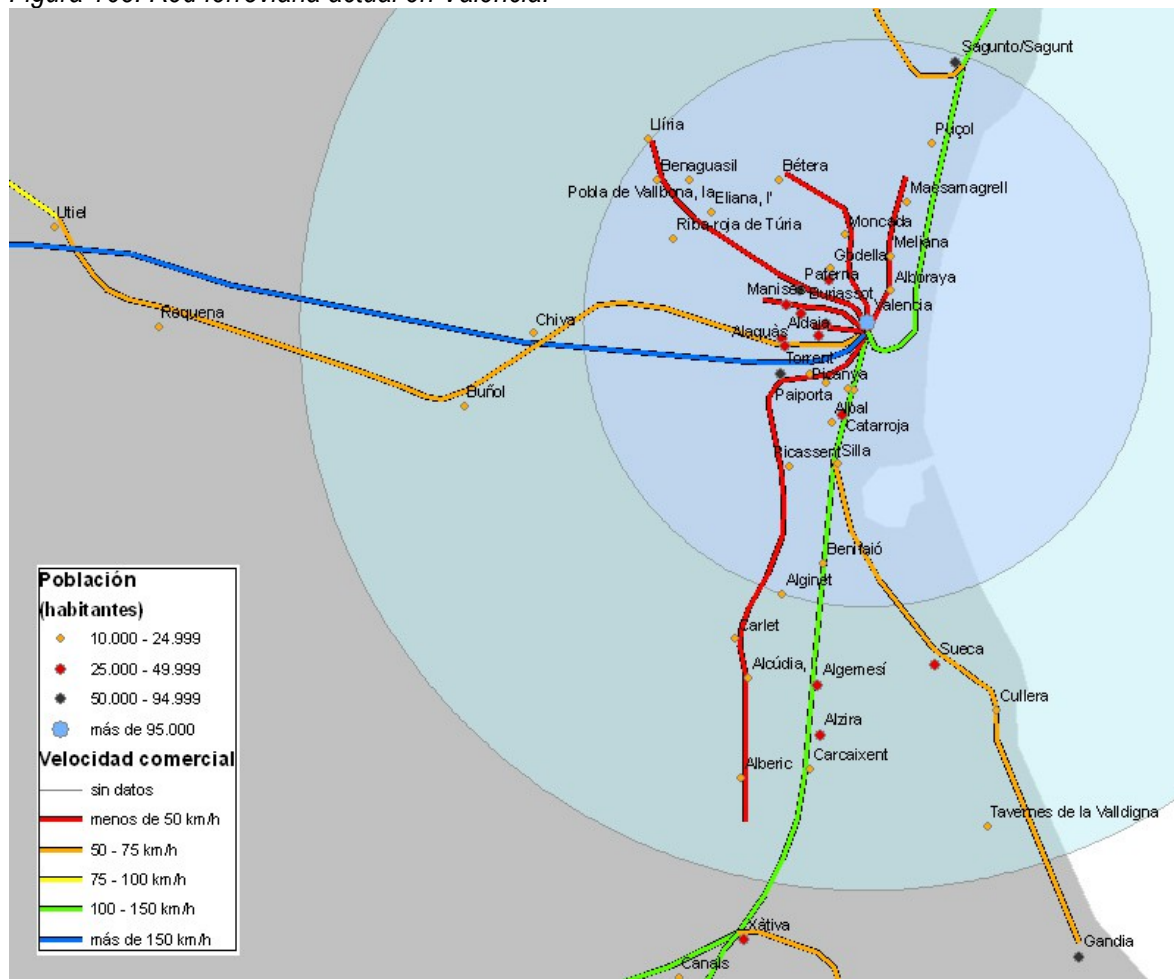 Figura 103. Red ferroviaria actual en Valencia.
Sagunto/Sagunt
Puçol
Llíria
Benaguasil
Bétera
Pobla de Vallbona, la
Eliana, l'
Massamagrell
Riba-roja de Túria
Moncada
Utiel
Godella
Meliana
Paterna
Alboraya
Manises
Burjassot
Valencia
Requena
Chiva
Aldaia
Alaquàs
Torrent
Picanya
Buñol
Paiporta
Albal
Catarroja
Picassent
Silla
Benifaió
Alginet
Carlet
Sueca
Alcúdia, l
Algemesí
Cullera
Alzira
Alberic
Carcaixent
Tavernes de la Valldigna
Xàtiva
Gandia
Canals
Población
(habitantes)
10.000 - 24.999
25.000 - 49.999
50.000 - 94.999
más de 95.000
Velocidad comercial
sin datos
menos de 50 km/h
50 - 75 km/h
75 - 100 km/h
100 - 150 km/h
más de 150 km/h